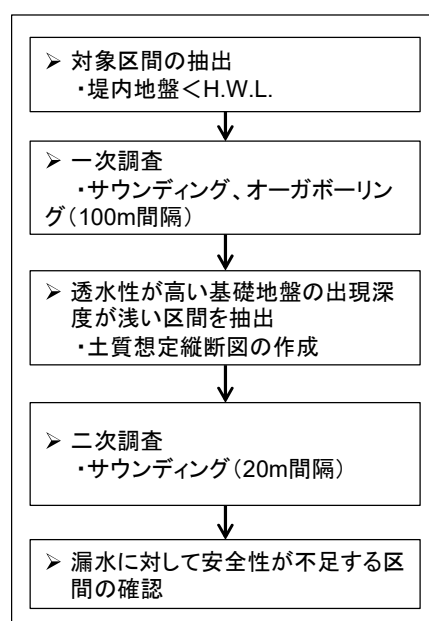 ➢ 対象区間の抽出
・堤内地盤＜H.W.L.
➢ 一次調査
・サウンディング、オーガボーリン
グ（100m間隔）
➢ 透水性が高い基礎地盤の出現深
度が浅い区間を抽出
・土質想定縦断図の作成
➢ 二次調査
・サウンディング（20m間隔）
➢ 漏水に対して安全性が不足する区
間の確認